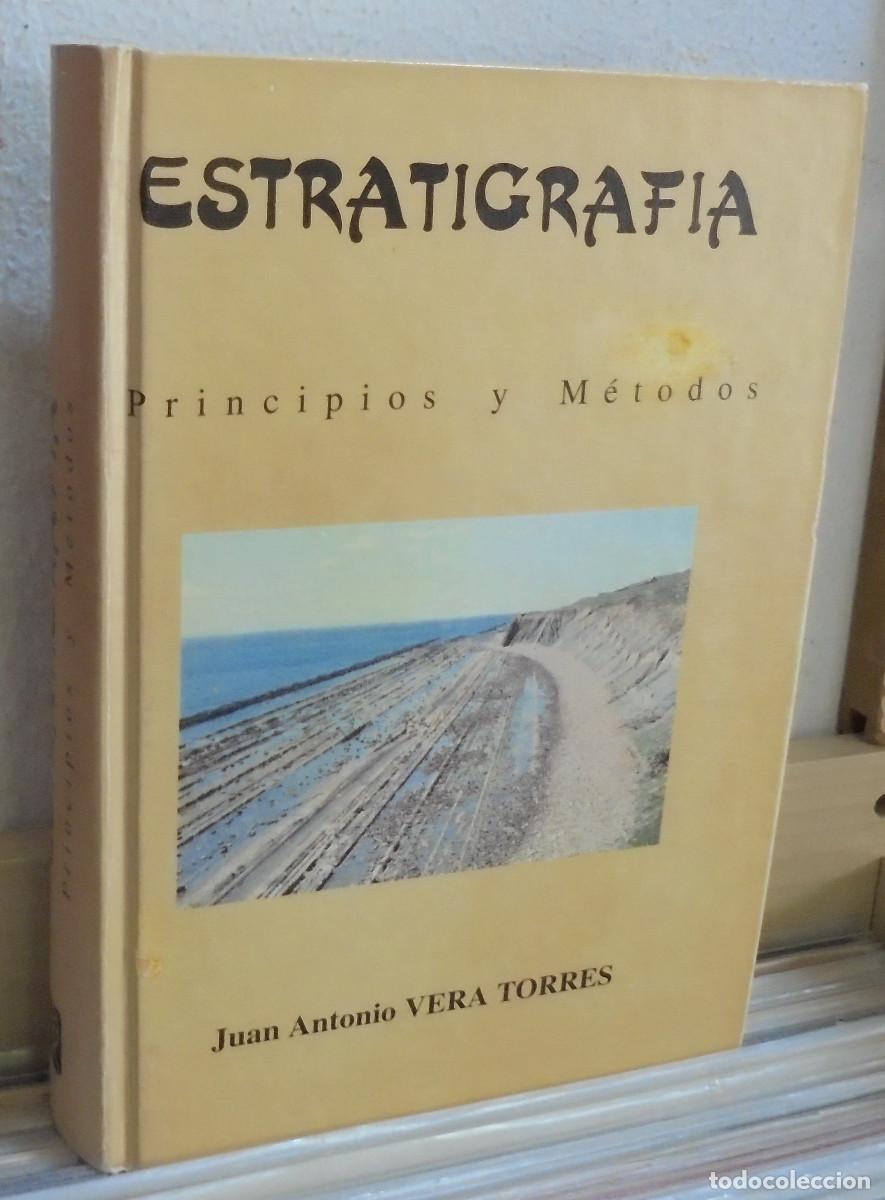 ESTRATIGRAFIA
Principios y Métodos
Juan Antonio VERA TORRES
Principios y Métodos
todocoleccion